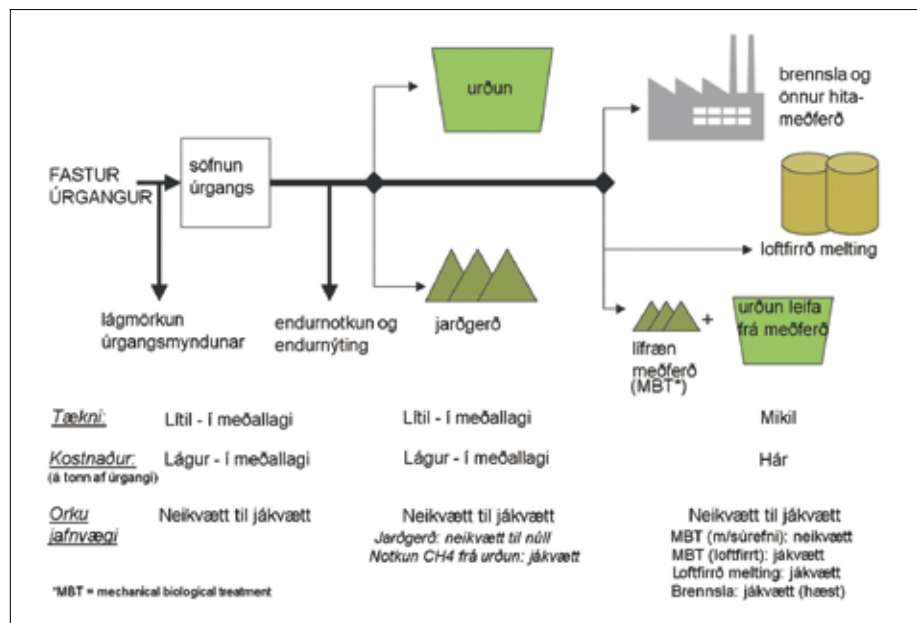 urðun
brennsla og
önnur hita-
meðferð
FASTUR
ÚRGANGUR
söfnun
úrgangs
loftfirrð melting
lágmörkun
úrgangsmyndunar
endurnotkun og
endurnýting
jarðgerð
lífræn
meðferð
(MBT*)
+
urðun leifa
frá meðferð
Tækni:
Lítil - í meðallagi
Lítil - í meðallagi
Mikil
Kostnaður:
(á tonn af úrgangi)
Lágur - í meðallagi
Lágur - í meðallagi
Hár
Orku
jafnvægi
Neikvætt til jákvætt
Neikvætt til jákvætt
Jarðgerð: neikvætt til núll
Notkun CH4 frá urðun: jákvætt
Neikvætt til jákvætt
MBT (m/súrefni): neikvætt
MBT (loftfirrt): jákvætt
Loftfirrð melting: jákvætt
Brennsla: jákvætt (hæst)
*MBT = mechanical biological treatment